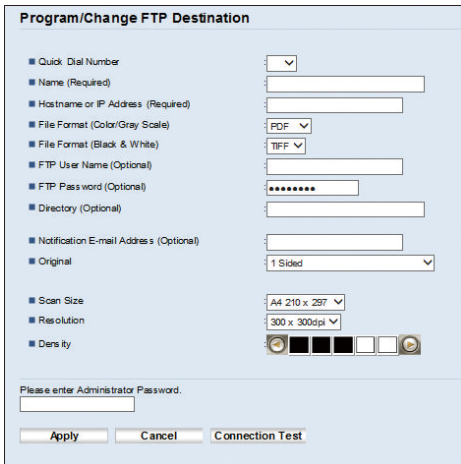 Program/Change FTP Destination
Quick Dial Number :
Name (Required) :
Hostname or IP Address (Required) :
File Format (Color/Gray Scale) : PDF
File Format (Black & White) : TIFF
FTP User Name (Optional) :
FTP Password (Optional) : ••••••••
Directory (Optional) :
Notification E-mail Address (Optional) :
Original : 1 Sided
Scan Size : A4 210 x 297
Resolution : 300 x 300dpi
Density :
Please enter Administrator Password.
Apply Cancel Connection Test